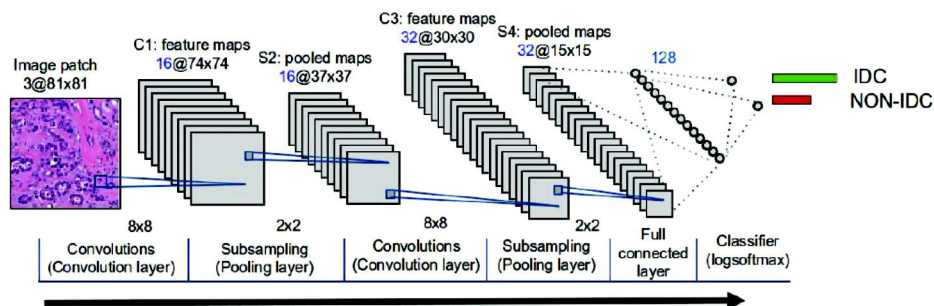 Image patch
3@81x81
C1: feature maps
16@74x74
S2: pooled maps
16@37x37
C3: feature maps
32@30x30
S4: pooled maps
32@15x15
128
IDC
NON-IDC
8x8
2x2
8x8
2x2
Convolutions
(Convolution layer)
Subsampling
(Pooling layer)
Convolutions
(Convolution layer)
Subsampling
(Pooling layer)
Full
connected
layer
Classifier
(logsoftmax)